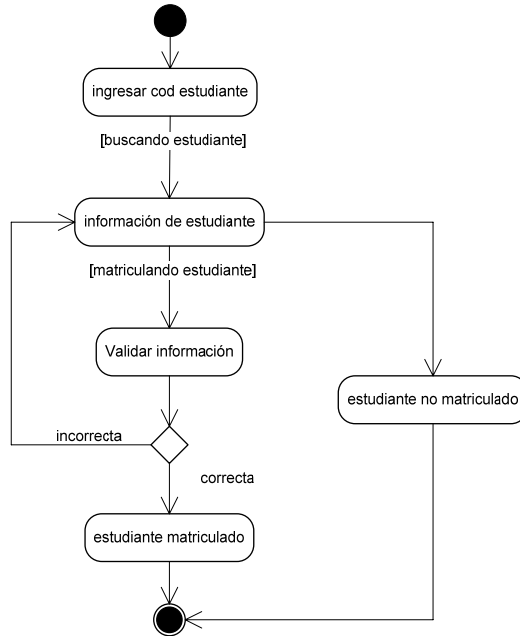 ingresar cod estudiante
[buscando estudiante]
información de estudiante
[matriculando estudiante]
Validar información
estudiante no matriculado
incorrecta
correcta
estudiante matriculado